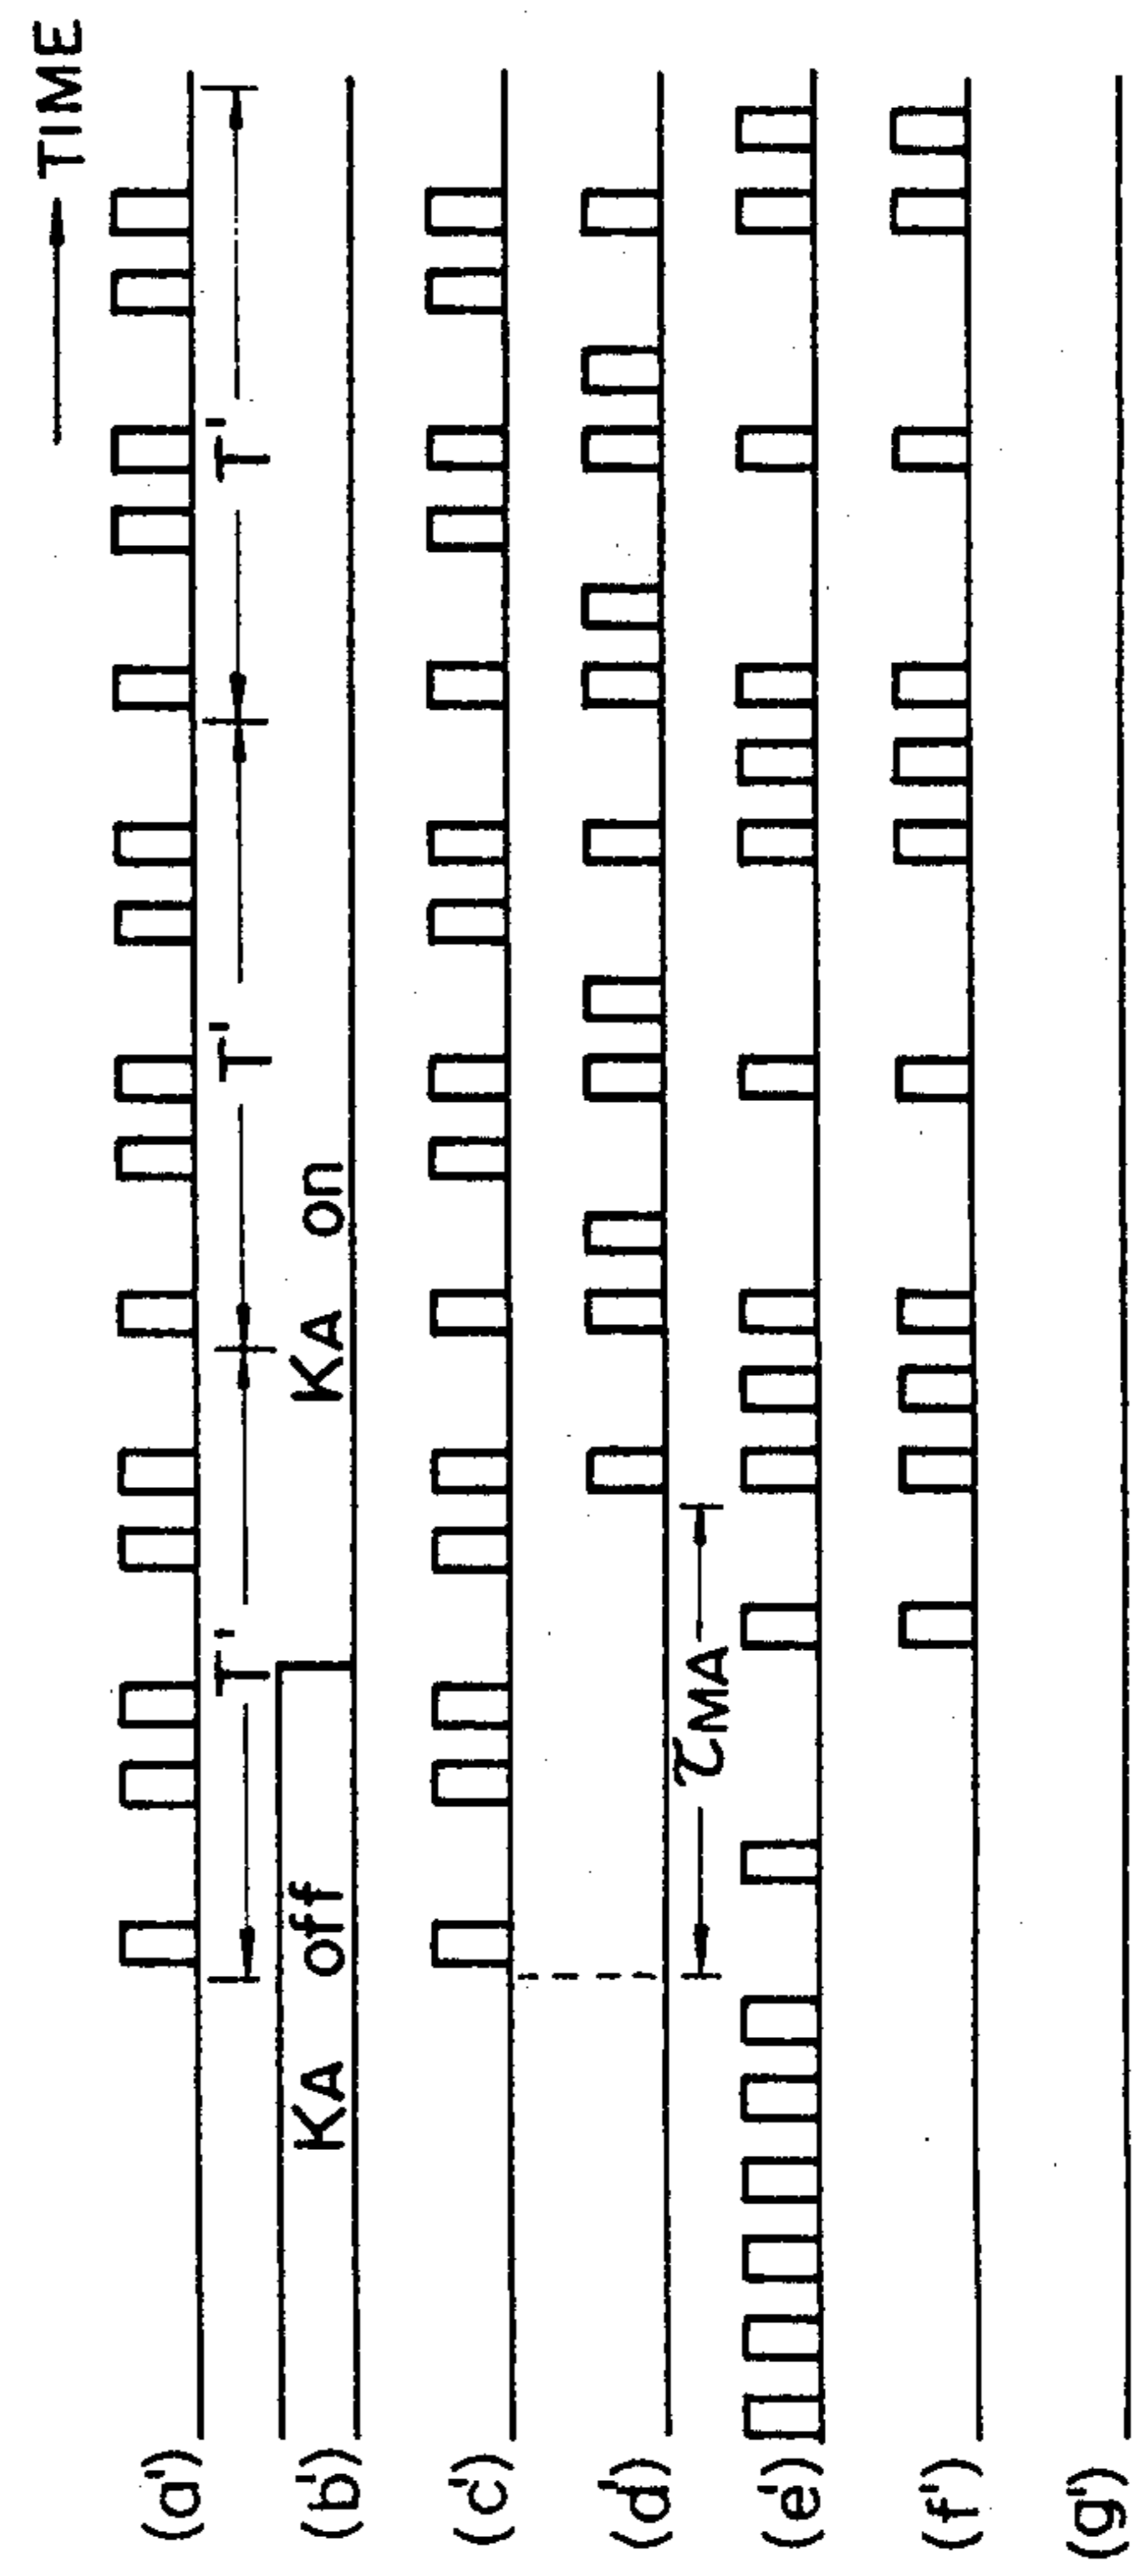 TIME
(a')
T' T' T'
(b') KA off KA on
(c')
(d')
τMA
(e')
(f')
(g')